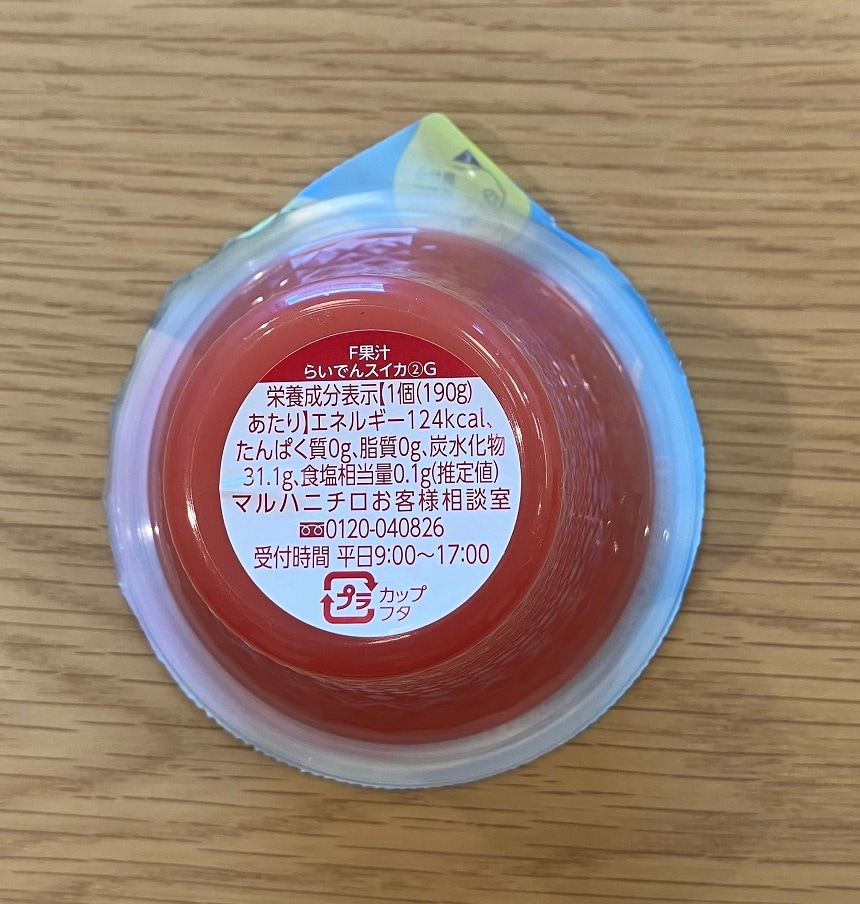 F果汁
らいでんスイカ②G
栄養成分表示【1個(190g)
あたり】エネルギー124kcal、
たんぱく質0g、脂質0g、炭水化物
31.1g、食塩相当量0.1g(推定値)
マルハニチロお客様相談室
0120-040826
受付時間 平日9:00～17:00
プラ カップ
フタ